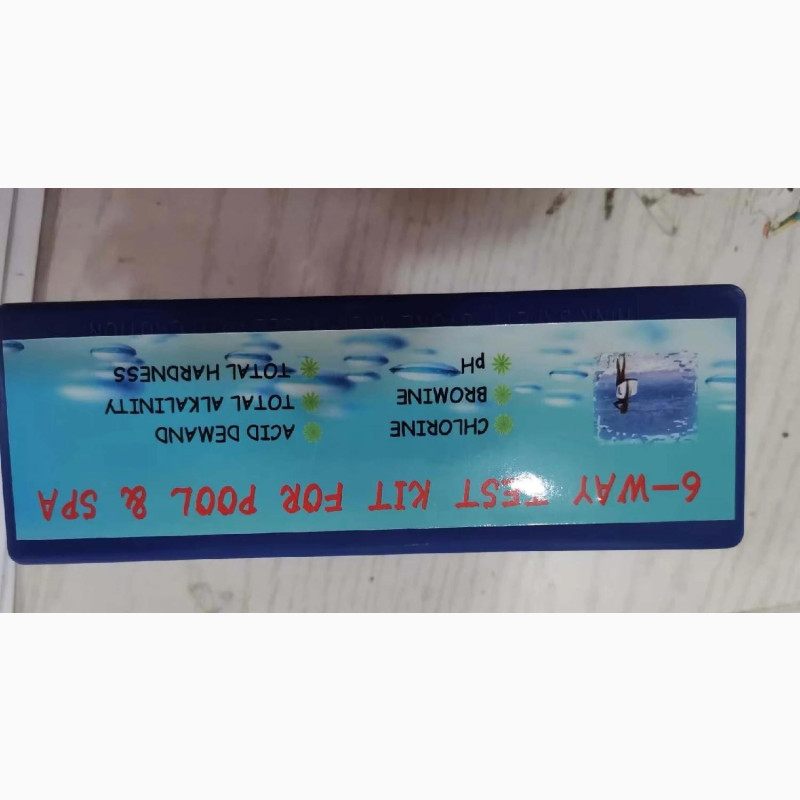 6-WAY TEST KIT FOR POOL & SPA
CHLORINE
BROMINE
pH
ACID DEMAND
TOTAL ALKALINITY
TOTAL HARDNESS